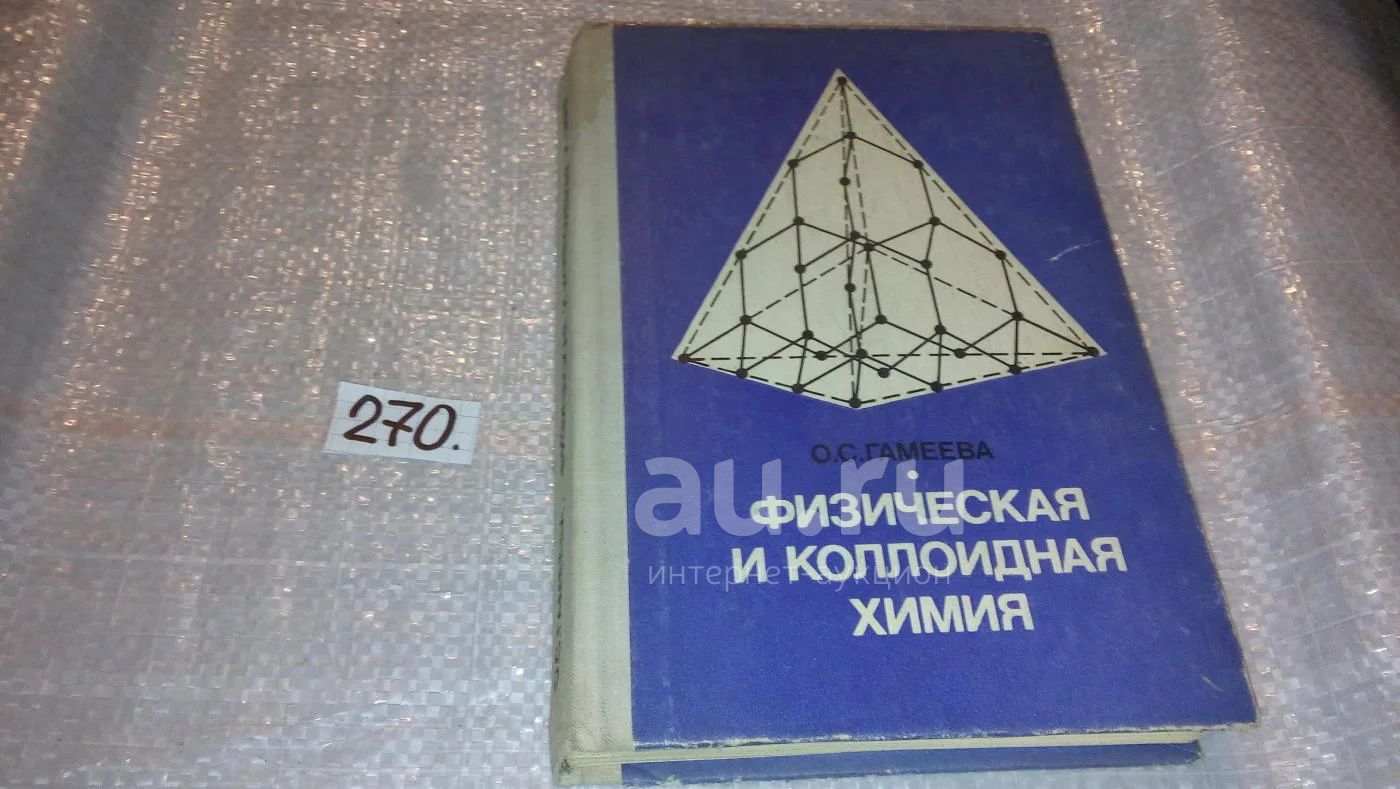 270.
О.С.ГАМЕЕВА
ФИЗИЧЕСКАЯ
И КОЛЛОИДНАЯ
ХИМИЯ
au.ru
интернет-аукцион